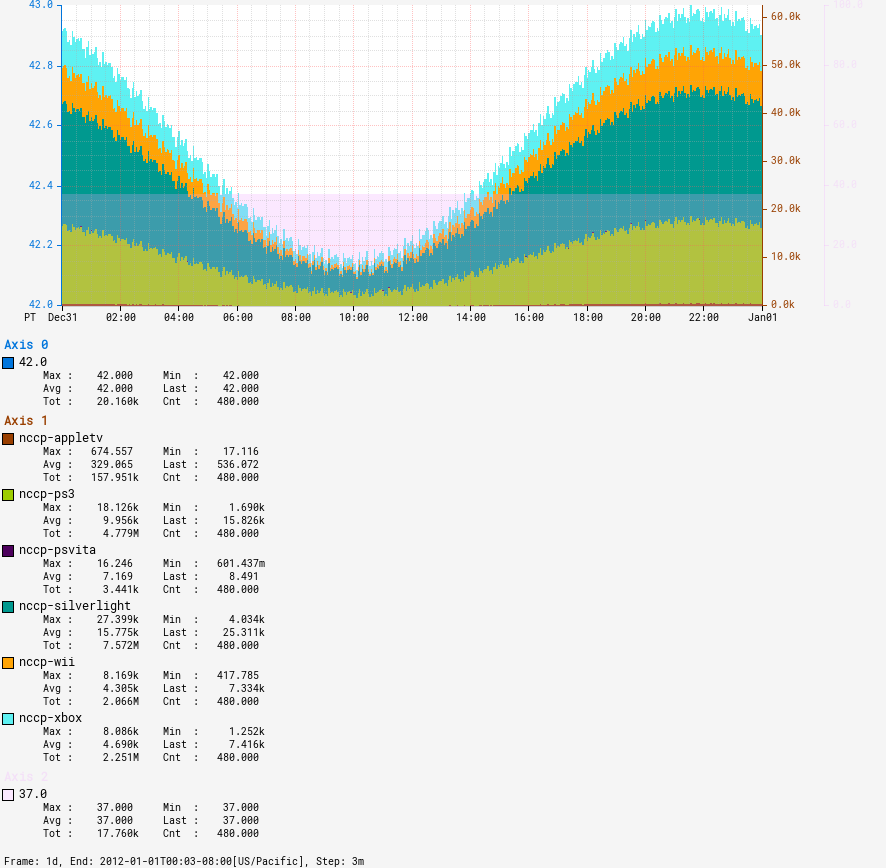 43.0
42.8
42.6
42.4
42.2
42.0
60.0k
50.0k
40.0k
30.0k
20.0k
10.0k
0.0k
100.0
80.0
60.0
40.0
20.0
0.0
PT Dec31 02:00 04:00 06:00 08:00 10:00 12:00 14:00 16:00 18:00 20:00 22:00 Jan01
Axis 0
42.0
Max : 42.000 Min : 42.000
Avg : 42.000 Last : 42.000
Tot : 20.160k Cnt : 480.000
Axis 1
nccp-appletv
Max : 674.557 Min : 17.116
Avg : 329.065 Last : 536.072
Tot : 157.951k Cnt : 480.000
nccp-ps3
Max : 18.126k Min : 1.690k
Avg : 9.956k Last : 15.826k
Tot : 4.779M Cnt : 480.000
nccp-psvita
Max : 16.246 Min : 601.437m
Avg : 7.169 Last : 8.491
Tot : 3.441k Cnt : 480.000
nccp-silverlight
Max : 27.399k Min : 4.034k
Avg : 15.775k Last : 25.311k
Tot : 7.572M Cnt : 480.000
nccp-wii
Max : 8.169k Min : 417.785
Avg : 4.305k Last : 7.334k
Tot : 2.066M Cnt : 480.000
nccp-xbox
Max : 8.086k Min : 1.252k
Avg : 4.690k Last : 7.416k
Tot : 2.251M Cnt : 480.000
Axis 2
37.0
Max : 37.000 Min : 37.000
Avg : 37.000 Last : 37.000
Tot : 17.760k Cnt : 480.000
Frame: 1d, End: 2012-01-01T00:03-08:00[US/Pacific], Step: 3m